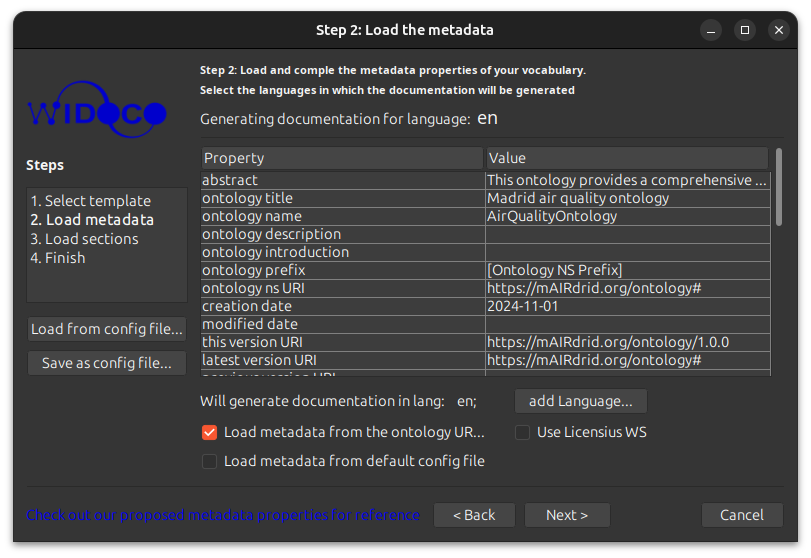 Step 2: Load the metadata
WIDOCO
Step 2: Load and comple the metadata properties of your vocabulary.
Select the languages in which the documentation will be generated
Generating documentation for language: en
Steps
1. Select template
2. Load metadata
3. Load sections
4. Finish
Load from config file...
Save as config file...
Property Value
abstract This ontology provides a comprehensive ...
ontology title Madrid air quality ontology
ontology name AirQualityOntology
ontology description
ontology introduction
ontology prefix [Ontology NS Prefix]
ontology ns URI https://mAIRdrid.org/ontology#
creation date 2024-11-01
modified date
this version URI https://mAIRdrid.org/ontology/1.0.0
latest version URI https://mAIRdrid.org/ontology#
previous version URI
Will generate documentation in lang: en; add Language...
Load metadata from the ontology UR... Use Licensius WS
Load metadata from default config file
Check out our proposed metadata properties for reference < Back Next > Cancel